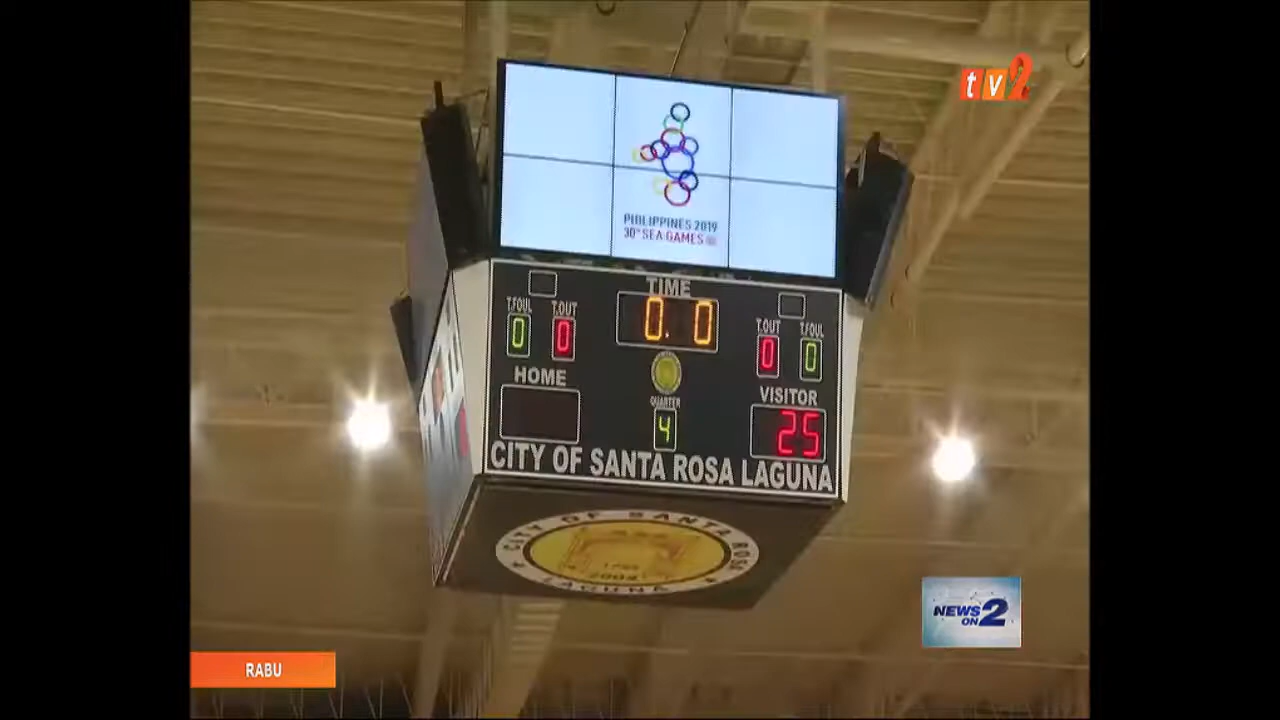 tv2
PHILIPPINES 2019
30TH SEA GAMES
TIME
T.FOUL
T.OUT
0
0
0. 0
T.OUT
T.FOUL
0
0
HOME
QUARTER
4
VISITOR
25
CITY OF SANTA ROSA LAGUNA
CITY OF SANTA ROSA
LAGUNA
2004
NEWS
ON 2
RABU